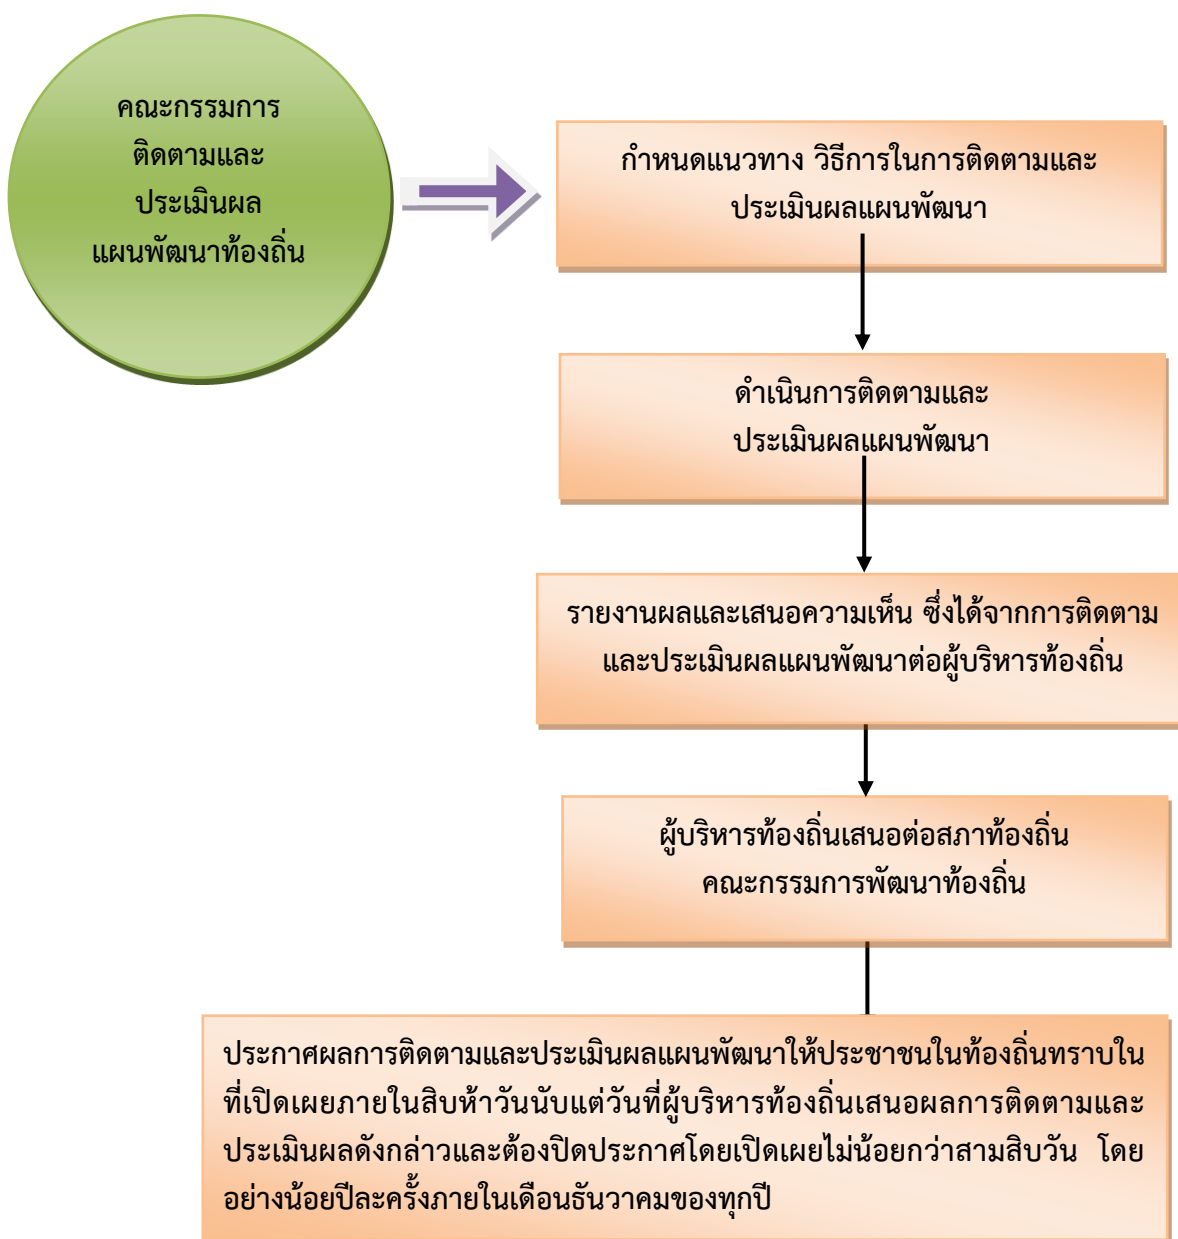 คณะกรรมการ
ติดตามและ
ประเมินผล
แผนพัฒนาท้องถิ่น
กำหนดแนวทาง วิธีการในการติดตามและ
ประเมินผลแผนพัฒนา
ดำเนินการติดตามและ
ประเมินผลแผนพัฒนา
รายงานผลและเสนอความเห็น ซึ่งได้จากการติดตาม
และประเมินผลแผนพัฒนาต่อผู้บริหารท้องถิ่น
ผู้บริหารท้องถิ่นเสนอต่อสภาท้องถิ่น
คณะกรรมการพัฒนาท้องถิ่น
ประกาศผลการติดตามและประเมินผลแผนพัฒนาให้ประชาชนในท้องถิ่นทราบใน
ที่เปิดเผยภายในสิบห้าวันนับแต่วันที่ผู้บริหารท้องถิ่นเสนอผลการติดตามและ
ประเมินผลดังกล่าวและต้องปิดประกาศโดยเปิดเผยไม่น้อยกว่าสามสิบวัน โดย
อย่างน้อยปีละครั้งภายในเดือนธันวาคมของทุกปี